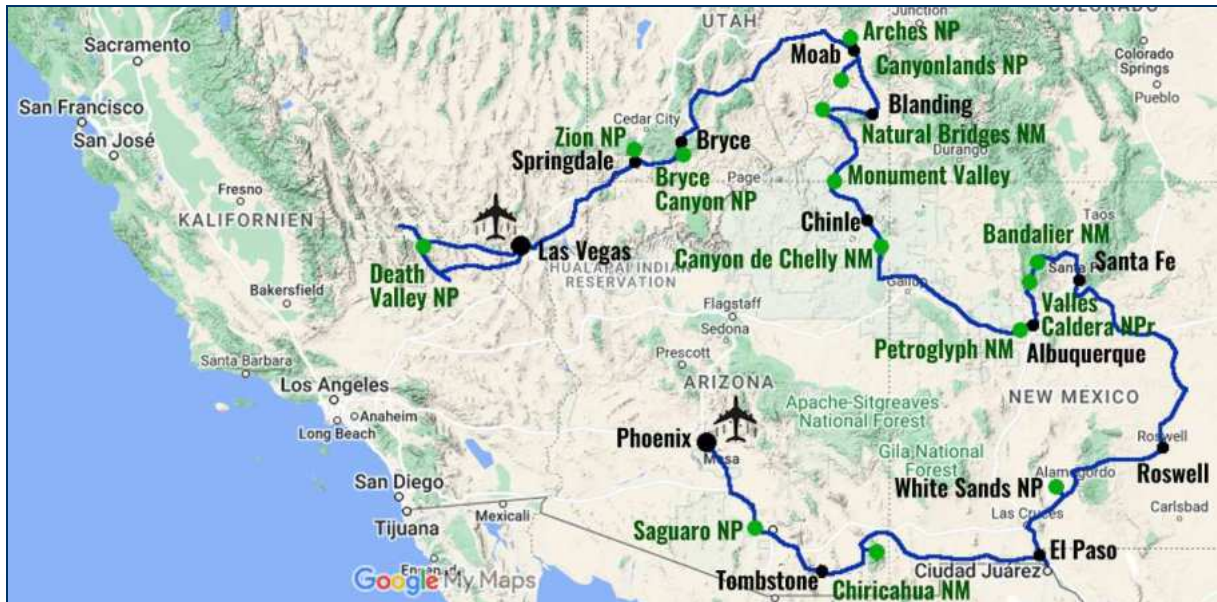 UTAH
COLORADO
Junction
Arches NP
Sacramento
Moab
Canyonlands NP
Colorado
Springs
Pueblo
San Francisco
Blanding
San José
Cedar City
Zion NP
Bryce
Natural Bridges NM
Springdale
Durango
Fresno
Bryce
Canyon NP
Page
Monument Valley
KALIFORNIEN
Chinle
Taos
Bandalier NM
Las Vegas
Canyon de Chelly NM
Santa Fe
Santa Fe
Death
Valley NP
HUALAPAI INDIAN
RESERVATION
Gallup
Bakersfield
Flagstaff
Valles
Caldera NPr
Sedona
Petroglyph NM
Albuquerque
Santa Barbara
Prescott
Los Angeles
ARIZONA
Anaheim
NEW MEXICO
Long Beach
Apache-Sitgreaves
National Forest
Phoenix
Mesa
Gila National
Forest
Roswell
Roswell
Alamogordo
San Diego
White Sands NP
Tijuana
Mexicali
Las Cruces
Carlsbad
Saguaro NP
El Paso
Tombstone
Ciudad Juárez
Chiricahua NM
Google My Maps